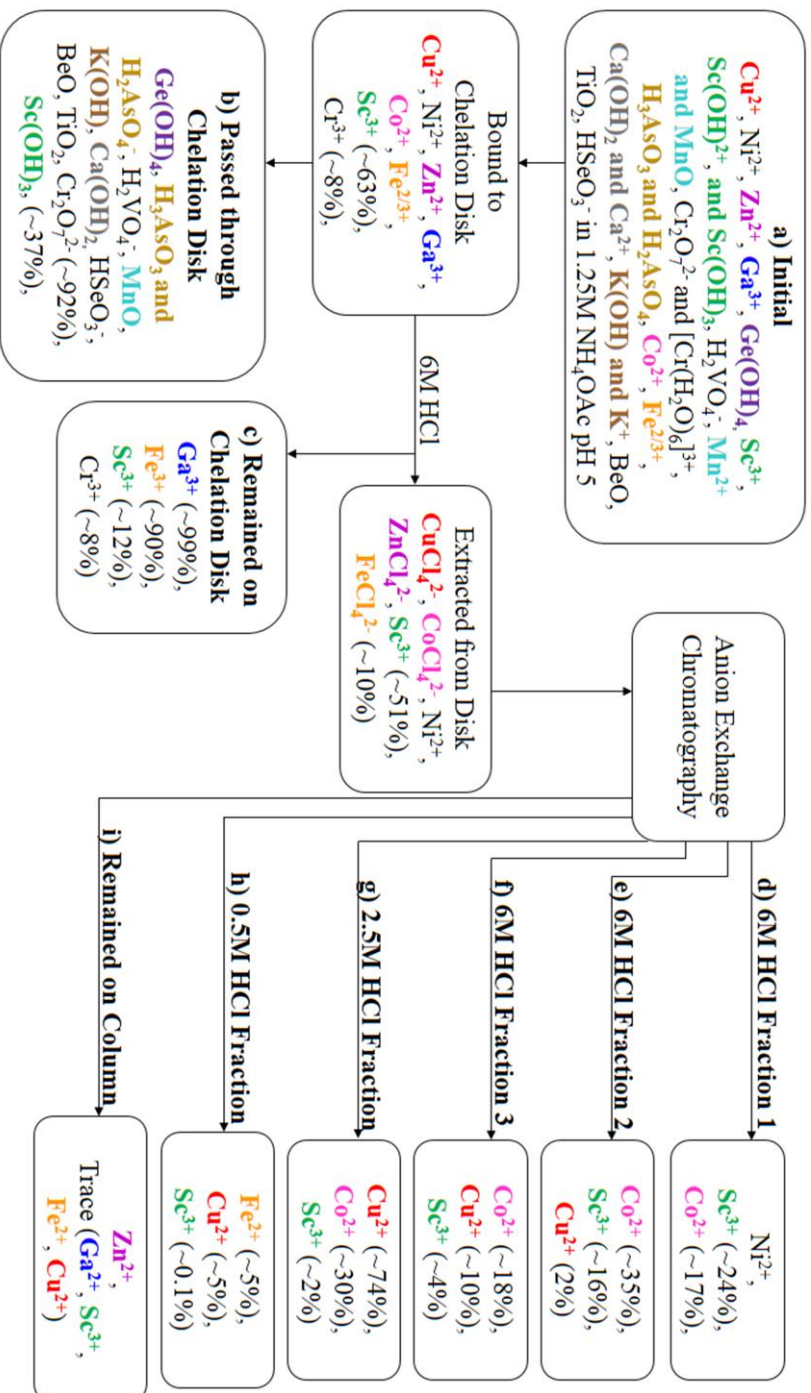 a) Initial
Cu²⁺, Ni²⁺, Zn²⁺, Ga³⁺, Ge(OH)₄, Sc³⁺,
Sc(OH)²⁺, and Sc(OH)₃, H₂VO₄⁻, Mn²⁺
and MnO, Cr₂O₇²⁻ and [Cr(H₂O)₆]³⁺,
H₃AsO₃ and H₂AsO₄, Co²⁺, Fe²ᐟ³⁺,
Ca(OH)₂ and Ca²⁺, K(OH) and K⁺, BeO,
TiO₂, HSeO₃⁻ in 1.25M NH₄OAc pH 5
Bound to
Chelation Disk
Cu²⁺, Ni²⁺, Zn²⁺, Ga³⁺,
Co²⁺, Fe²ᐟ³⁺,
Sc³⁺ (~63%),
Cr³⁺ (~8%),
b) Passed through
Chelation Disk
Ge(OH)₄, H₃AsO₃ and
H₂AsO₄⁻, H₂VO₄⁻, MnO,
K(OH), Ca(OH)₂, HSeO₃⁻,
BeO, TiO₂, Cr₂O₇²⁻ (~92%),
Sc(OH)₃, (~37%),
6M HCl
c) Remained on
Chelation Disk
Ga³⁺ (~99%),
Fe³⁺ (~90%),
Sc³⁺ (~12%),
Cr³⁺ (~8%)
Extracted from Disk
CuCl₄²⁻, CoCl₄²⁻, Ni²⁺,
ZnCl₄²⁻, Sc³⁺ (~51%),
FeCl₄²⁻ (~10%)
Anion Exchange
Chromatography
d) 6M HCl Fraction 1
Ni²⁺,
Sc³⁺ (~24%),
Co²⁺ (~17%),
e) 6M HCl Fraction 2
Co²⁺ (~35%),
Sc³⁺ (~16%),
Cu²⁺ (2%)
f) 6M HCl Fraction 3
Co²⁺ (~18%),
Cu²⁺ (~10%),
Sc³⁺ (~4%)
g) 2.5M HCl Fraction
Cu²⁺ (~74%),
Co²⁺ (~30%),
Sc³⁺ (~2%)
h) 0.5M HCl Fraction
Fe²⁺ (~5%),
Cu²⁺ (~5%),
Sc³⁺ (~0.1%)
i) Remained on Column
Zn²⁺,
Trace (Ga²⁺, Sc³⁺,
Fe²⁺, Cu²⁺)